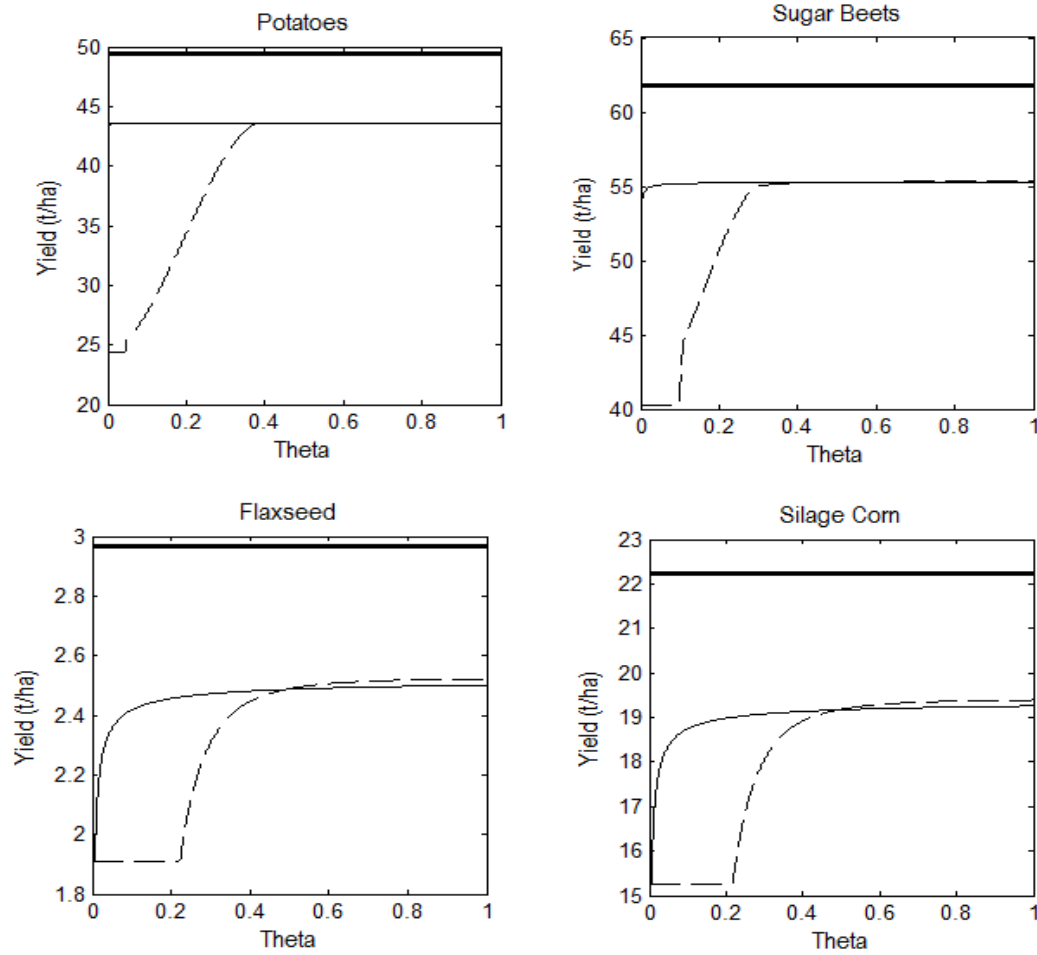 Potatoes
50
45
40
35
30
25
20
Yield (t/ha)
0 0.2 0.4 0.6 0.8 1
Theta
Sugar Beets
65
60
55
50
45
40
Yield (t/ha)
0 0.2 0.4 0.6 0.8 1
Theta
Flaxseed
3
2.8
2.6
2.4
2.2
2
1.8
Yield (t/ha)
0 0.2 0.4 0.6 0.8 1
Theta
Silage Corn
23
22
21
20
19
18
17
16
15
Yield (t/ha)
0 0.2 0.4 0.6 0.8 1
Theta